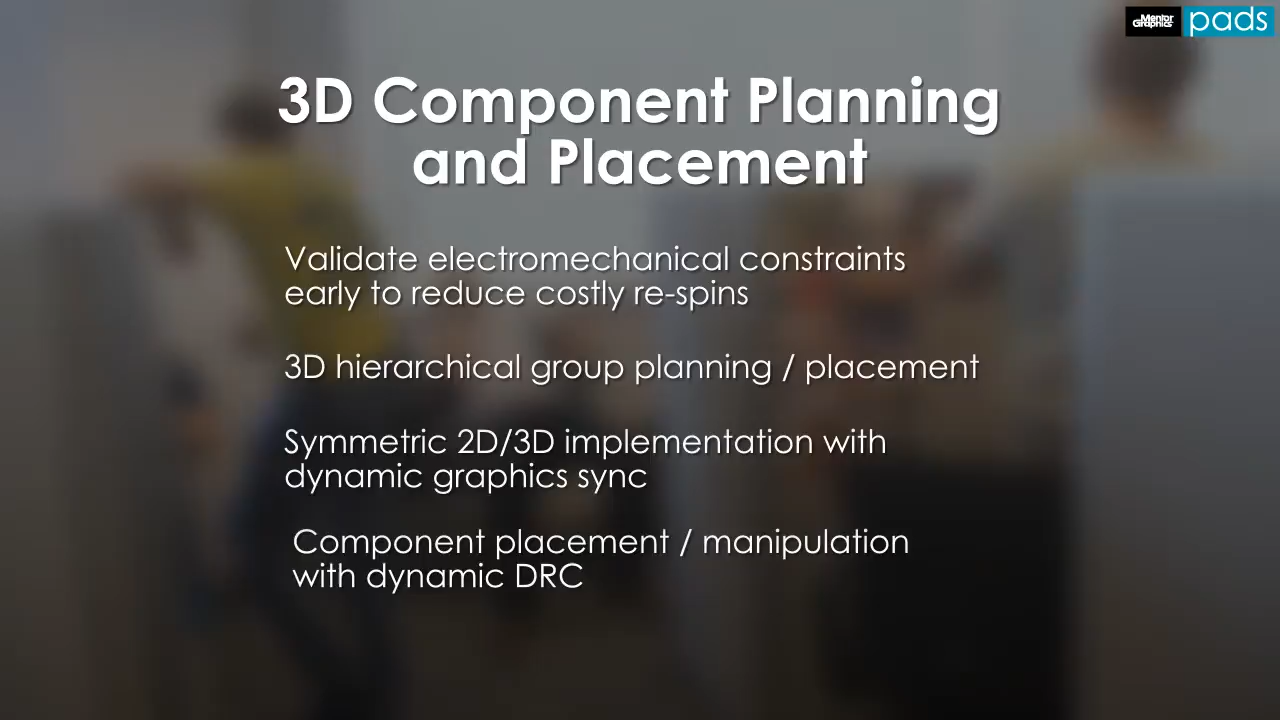 Mentor
Graphics
pads
3D Component Planning
and Placement
Validate electromechanical constraints
early to reduce costly re-spins
3D hierarchical group planning / placement
Symmetric 2D/3D implementation with
dynamic graphics sync
Component placement / manipulation
with dynamic DRC